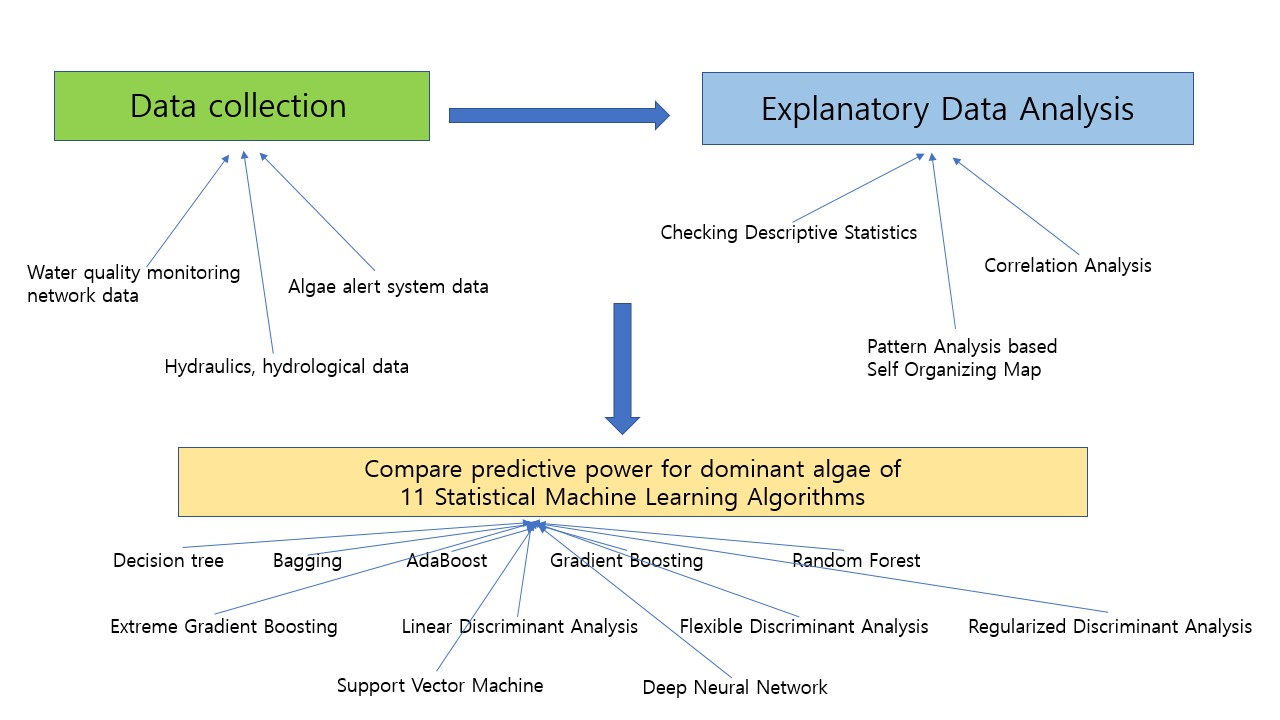 Data collection
Explanatory Data Analysis
Checking Descriptive Statistics
Correlation Analysis
Water quality monitoring
network data
Algae alert system data
Hydraulics, hydrological data
Pattern Analysis based
Self Organizing Map
Compare predictive power for dominant algae of
11 Statistical Machine Learning Algorithms
Decision tree
Bagging
AdaBoost
Gradient Boosting
Random Forest
Extreme Gradient Boosting
Linear Discriminant Analysis
Flexible Discriminant Analysis
Regularized Discriminant Analysis
Support Vector Machine
Deep Neural Network